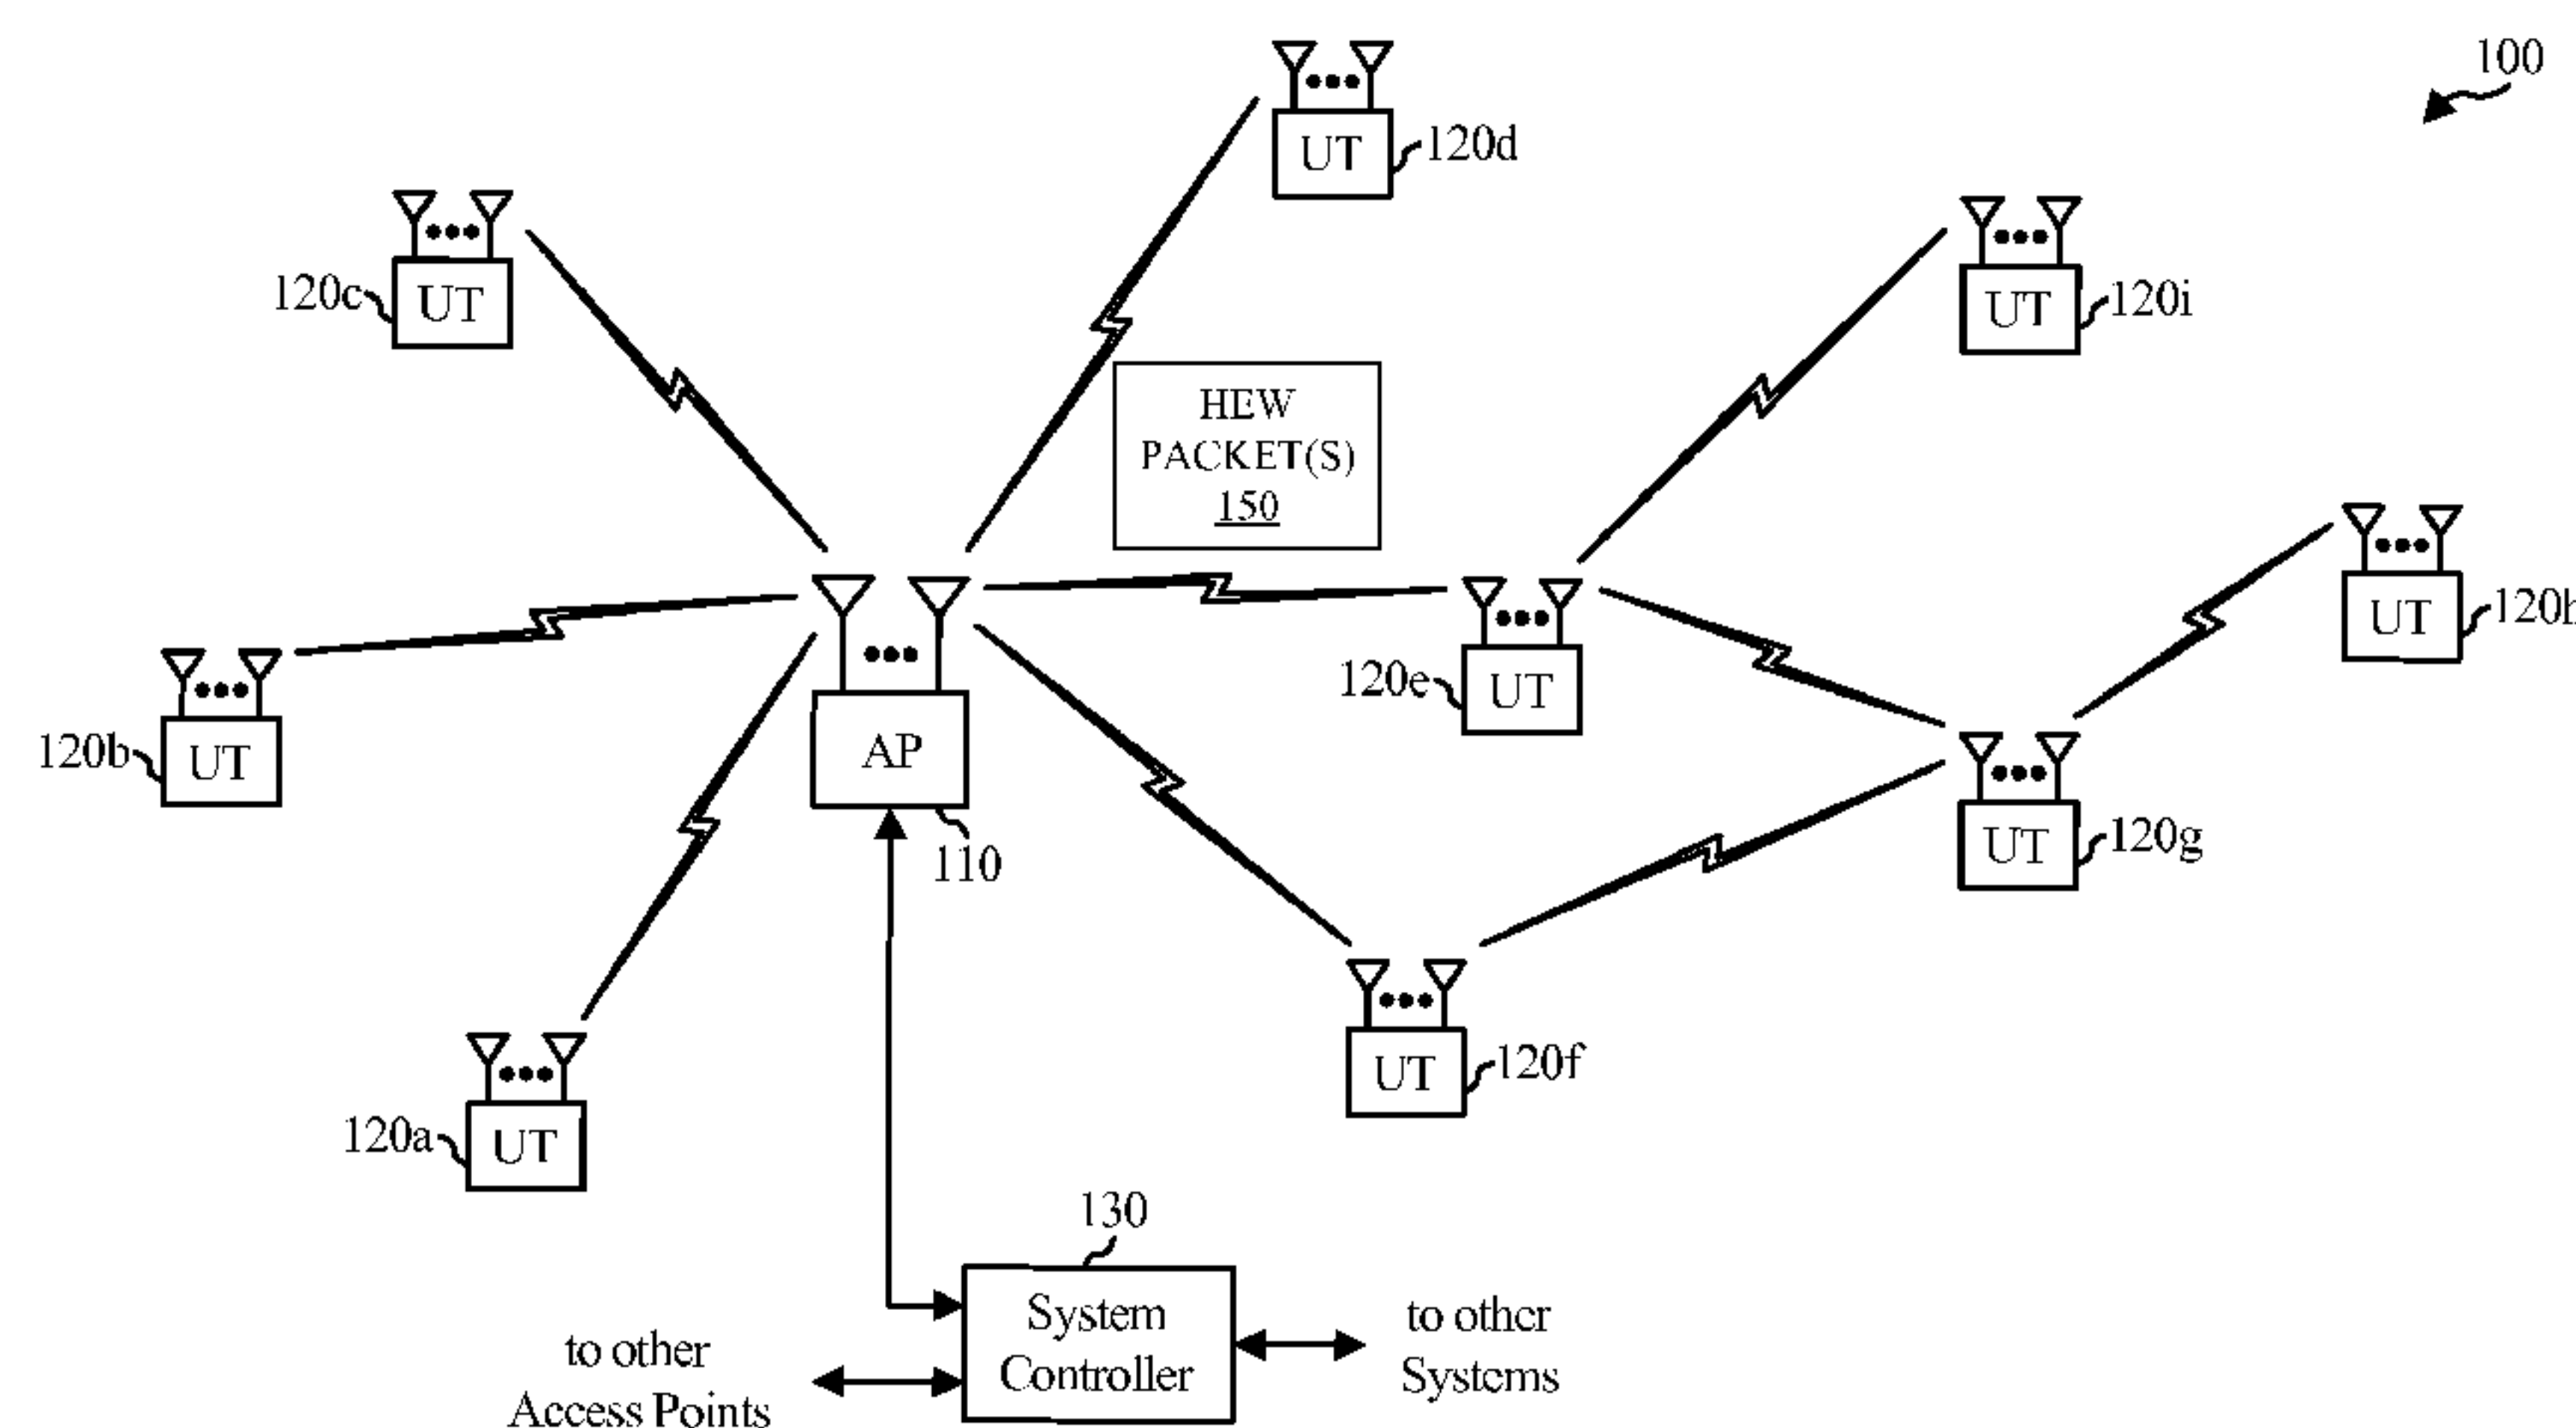 100
UT
120d
UT
120c
UT
120i
HEW
PACKET(S)
150
UT
120h
UT
120e
UT
120b
AP
110
UT
120g
UT
120f
UT
120a
130
System
Controller
to other
Access Points
to other
Systems